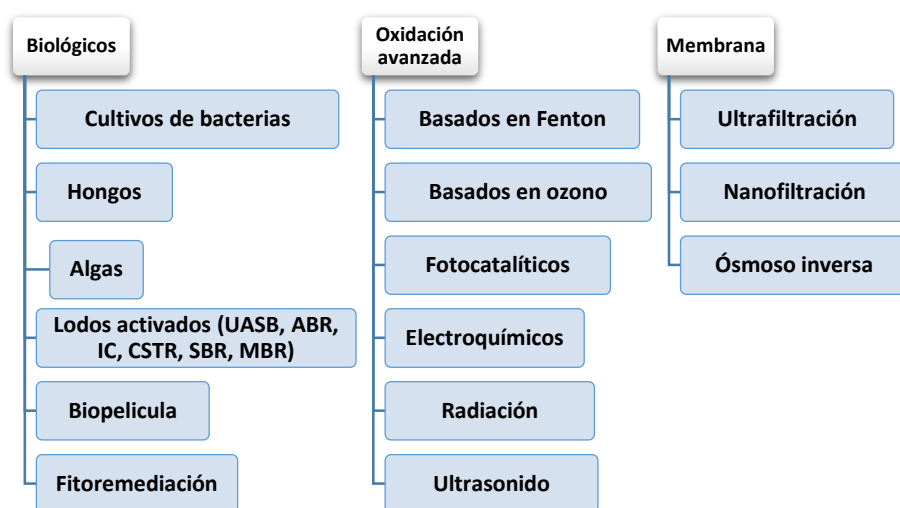 Biológicos
Cultivos de bacterias
Hongos
Algas
Lodos activados (UASB, ABR,
IC, CSTR, SBR, MBR)
Biopelicula
Fitoremediación
Oxidación
avanzada
Basados en Fenton
Basados en ozono
Fotocatalíticos
Electroquímicos
Radiación
Ultrasonido
Membrana
Ultrafiltración
Nanofiltración
Ósmoso inversa